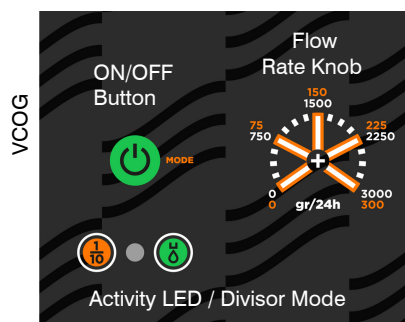 VCOG
ON/OFF
Button
MODE
Flow
Rate Knob
150
1500
75
750
225
2250
0
0
gr/24h
3000
300
1
10
Activity LED / Divisor Mode